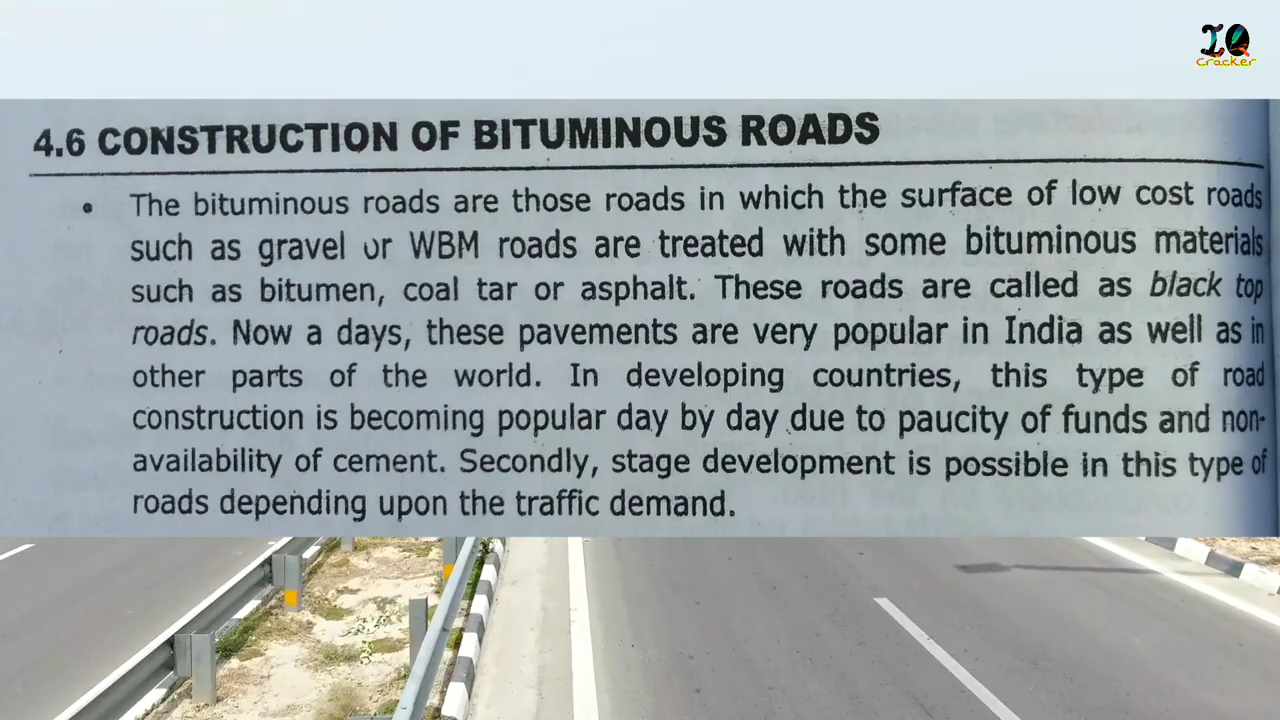 IQ
Cracker
4.6 CONSTRUCTION OF BITUMINOUS ROADS
• The bituminous roads are those roads in which the surface of low cost roads
such as gravel or WBM roads are treated with some bituminous materials
such as bitumen, coal tar or asphalt. These roads are called as black top
roads. Now a days, these pavements are very popular in India as well as in
other parts of the world. In developing countries, this type of road
construction is becoming popular day by day due to paucity of funds and non-
availability of cement. Secondly, stage development is possible in this type of
roads depending upon the traffic demand.